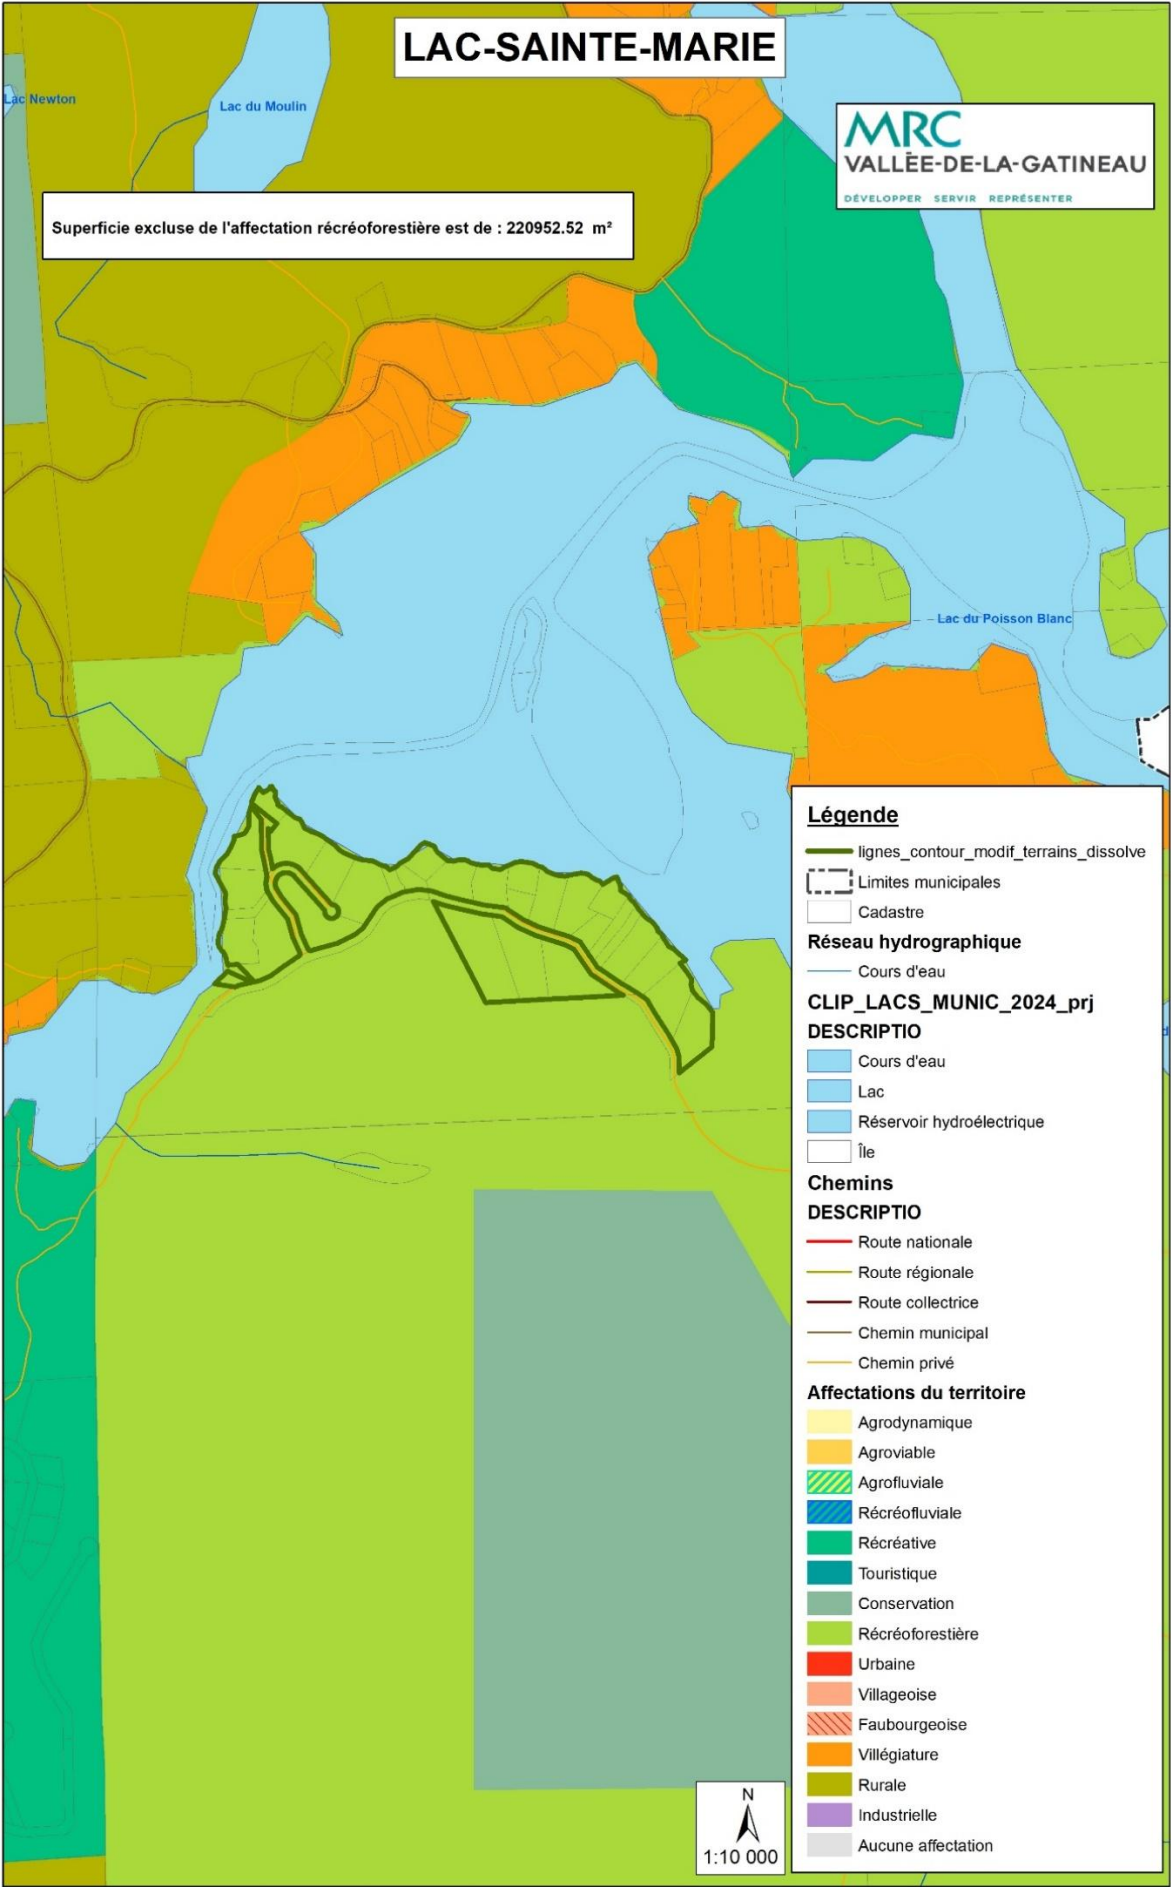 LAC-SAINTE-MARIE
Lac Newton
Lac du Moulin
MRC
VALLÉE-DE-LA-GATINEAU
DÉVELOPPER SERVIR REPRÉSENTER
Superficie excluse de l'affectation récréoforestière est de : 220952.52 m²
Lac du Poisson Blanc
Légende
lignes_contour_modif_terrains_dissolve
Limites municipales
Cadastre
Réseau hydrographique
Cours d'eau
CLIP_LACS_MUNIC_2024_prj
DESCRIPTIO
Cours d'eau
Lac
Réservoir hydroélectrique
Île
Chemins
DESCRIPTIO
Route nationale
Route régionale
Route collectrice
Chemin municipal
Chemin privé
Affectations du territoire
Agrodynamique
Agroviable
Agrofluviale
Récréofluviale
Récréative
Touristique
Conservation
Récréoforestière
Urbaine
Villageoise
Faubourgeoise
Villégiature
Rurale
Industrielle
Aucune affectation
N
1:10 000